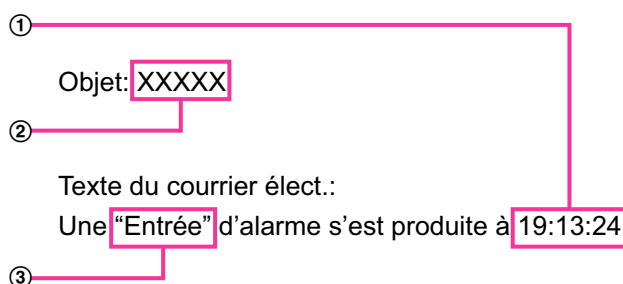 ①
Objet: XXXXX
②
Texte du courrier élect.:
Une “Entrée” d’alarme s’est produite à 19:13:24
③